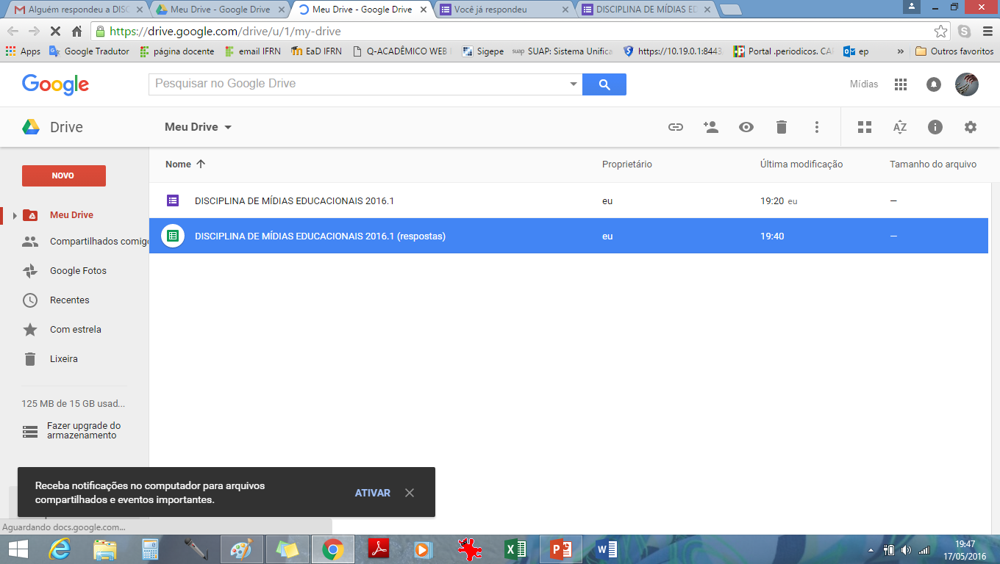 Alguém respondeu a DISC
Meu Drive - Google Drive
Meu Drive - Google Drive
Você já respondeu
DISCIPLINA DE MÍDIAS ED
https://drive.google.com/drive/u/1/my-drive
Apps
Google Tradutor
página docente
email IFRN
EaD IFRN
Q-ACADÊMICO WEB
Sigepe
suap SUAP: Sistema Unifica
https://10.19.0.1:8443
Portal .periodicos. CA
ep
»
Outros favoritos
Google
Pesquisar no Google Drive
Mídias
Drive
Meu Drive
AZ
NOVO
Nome
Proprietário
Última modificação
Tamanho do arquivo
DISCIPLINA DE MÍDIAS EDUCACIONAIS 2016.1
eu
19:20 eu
—
DISCIPLINA DE MÍDIAS EDUCACIONAIS 2016.1 (respostas)
eu
19:40
—
Meu Drive
Compartilhados comigo
Google Fotos
Recentes
Com estrela
Lixeira
125 MB de 15 GB usad...
Fazer upgrade do
armazenamento
Receba notificações no computador para arquivos
compartilhados e eventos importantes.
ATIVAR
Aguardando docs.google.com...
19:47
17/05/2016